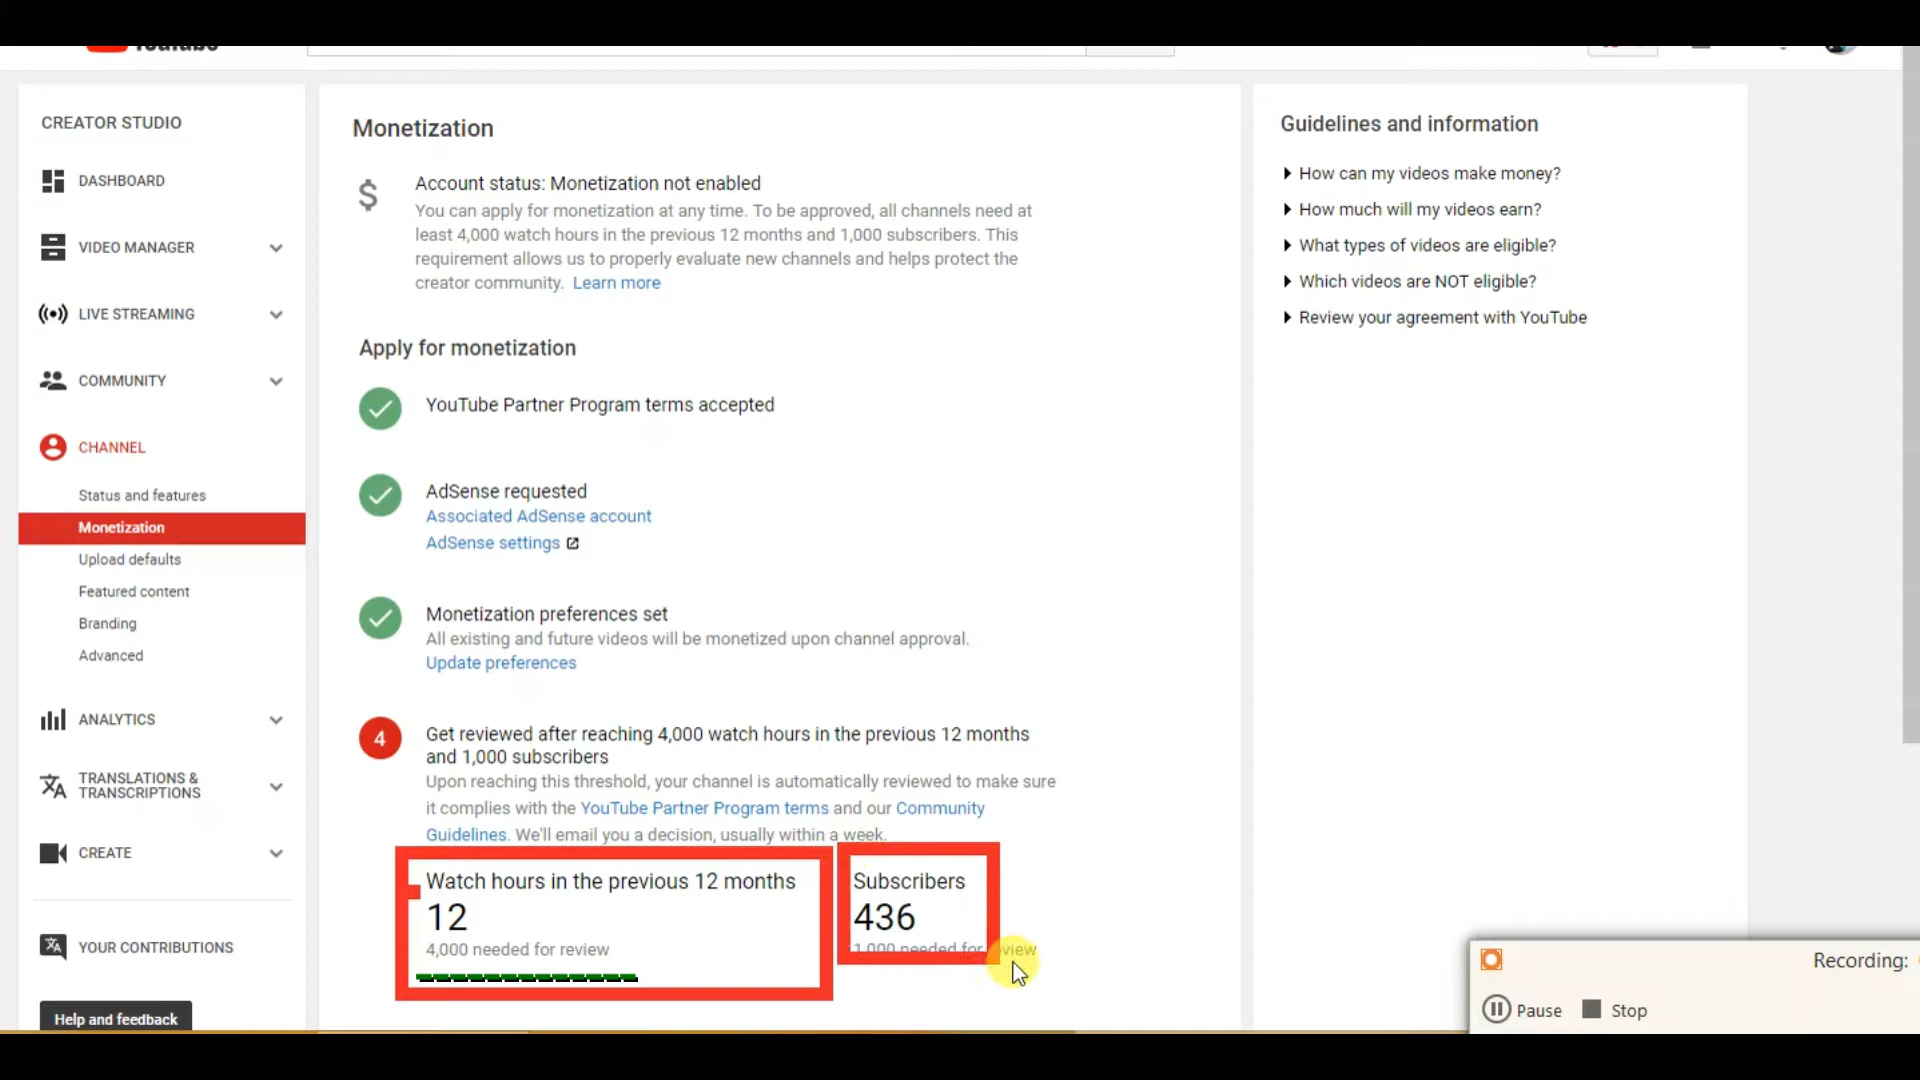 YouTube
CREATOR STUDIO
DASHBOARD
VIDEO MANAGER
LIVE STREAMING
COMMUNITY
CHANNEL
Status and features
Monetization
Upload defaults
Featured content
Branding
Advanced
ANALYTICS
TRANSLATIONS &
TRANSCRIPTIONS
CREATE
YOUR CONTRIBUTIONS
Help and feedback
Monetization
$
Account status: Monetization not enabled
You can apply for monetization at any time. To be approved, all channels need at
least 4,000 watch hours in the previous 12 months and 1,000 subscribers. This
requirement allows us to properly evaluate new channels and helps protect the
creator community. Learn more
Apply for monetization
YouTube Partner Program terms accepted
AdSense requested
Associated AdSense account
AdSense settings
Monetization preferences set
All existing and future videos will be monetized upon channel approval.
Update preferences
4
Get reviewed after reaching 4,000 watch hours in the previous 12 months
and 1,000 subscribers
Upon reaching this threshold, your channel is automatically reviewed to make sure
it complies with the YouTube Partner Program terms and our Community
Guidelines. We'll email you a decision, usually within a week.
Watch hours in the previous 12 months
12
4,000 needed for review
Subscribers
436
1,000 needed for review
Guidelines and information
How can my videos make money?
How much will my videos earn?
What types of videos are eligible?
Which videos are NOT eligible?
Review your agreement with YouTube
Recording:
Pause
Stop